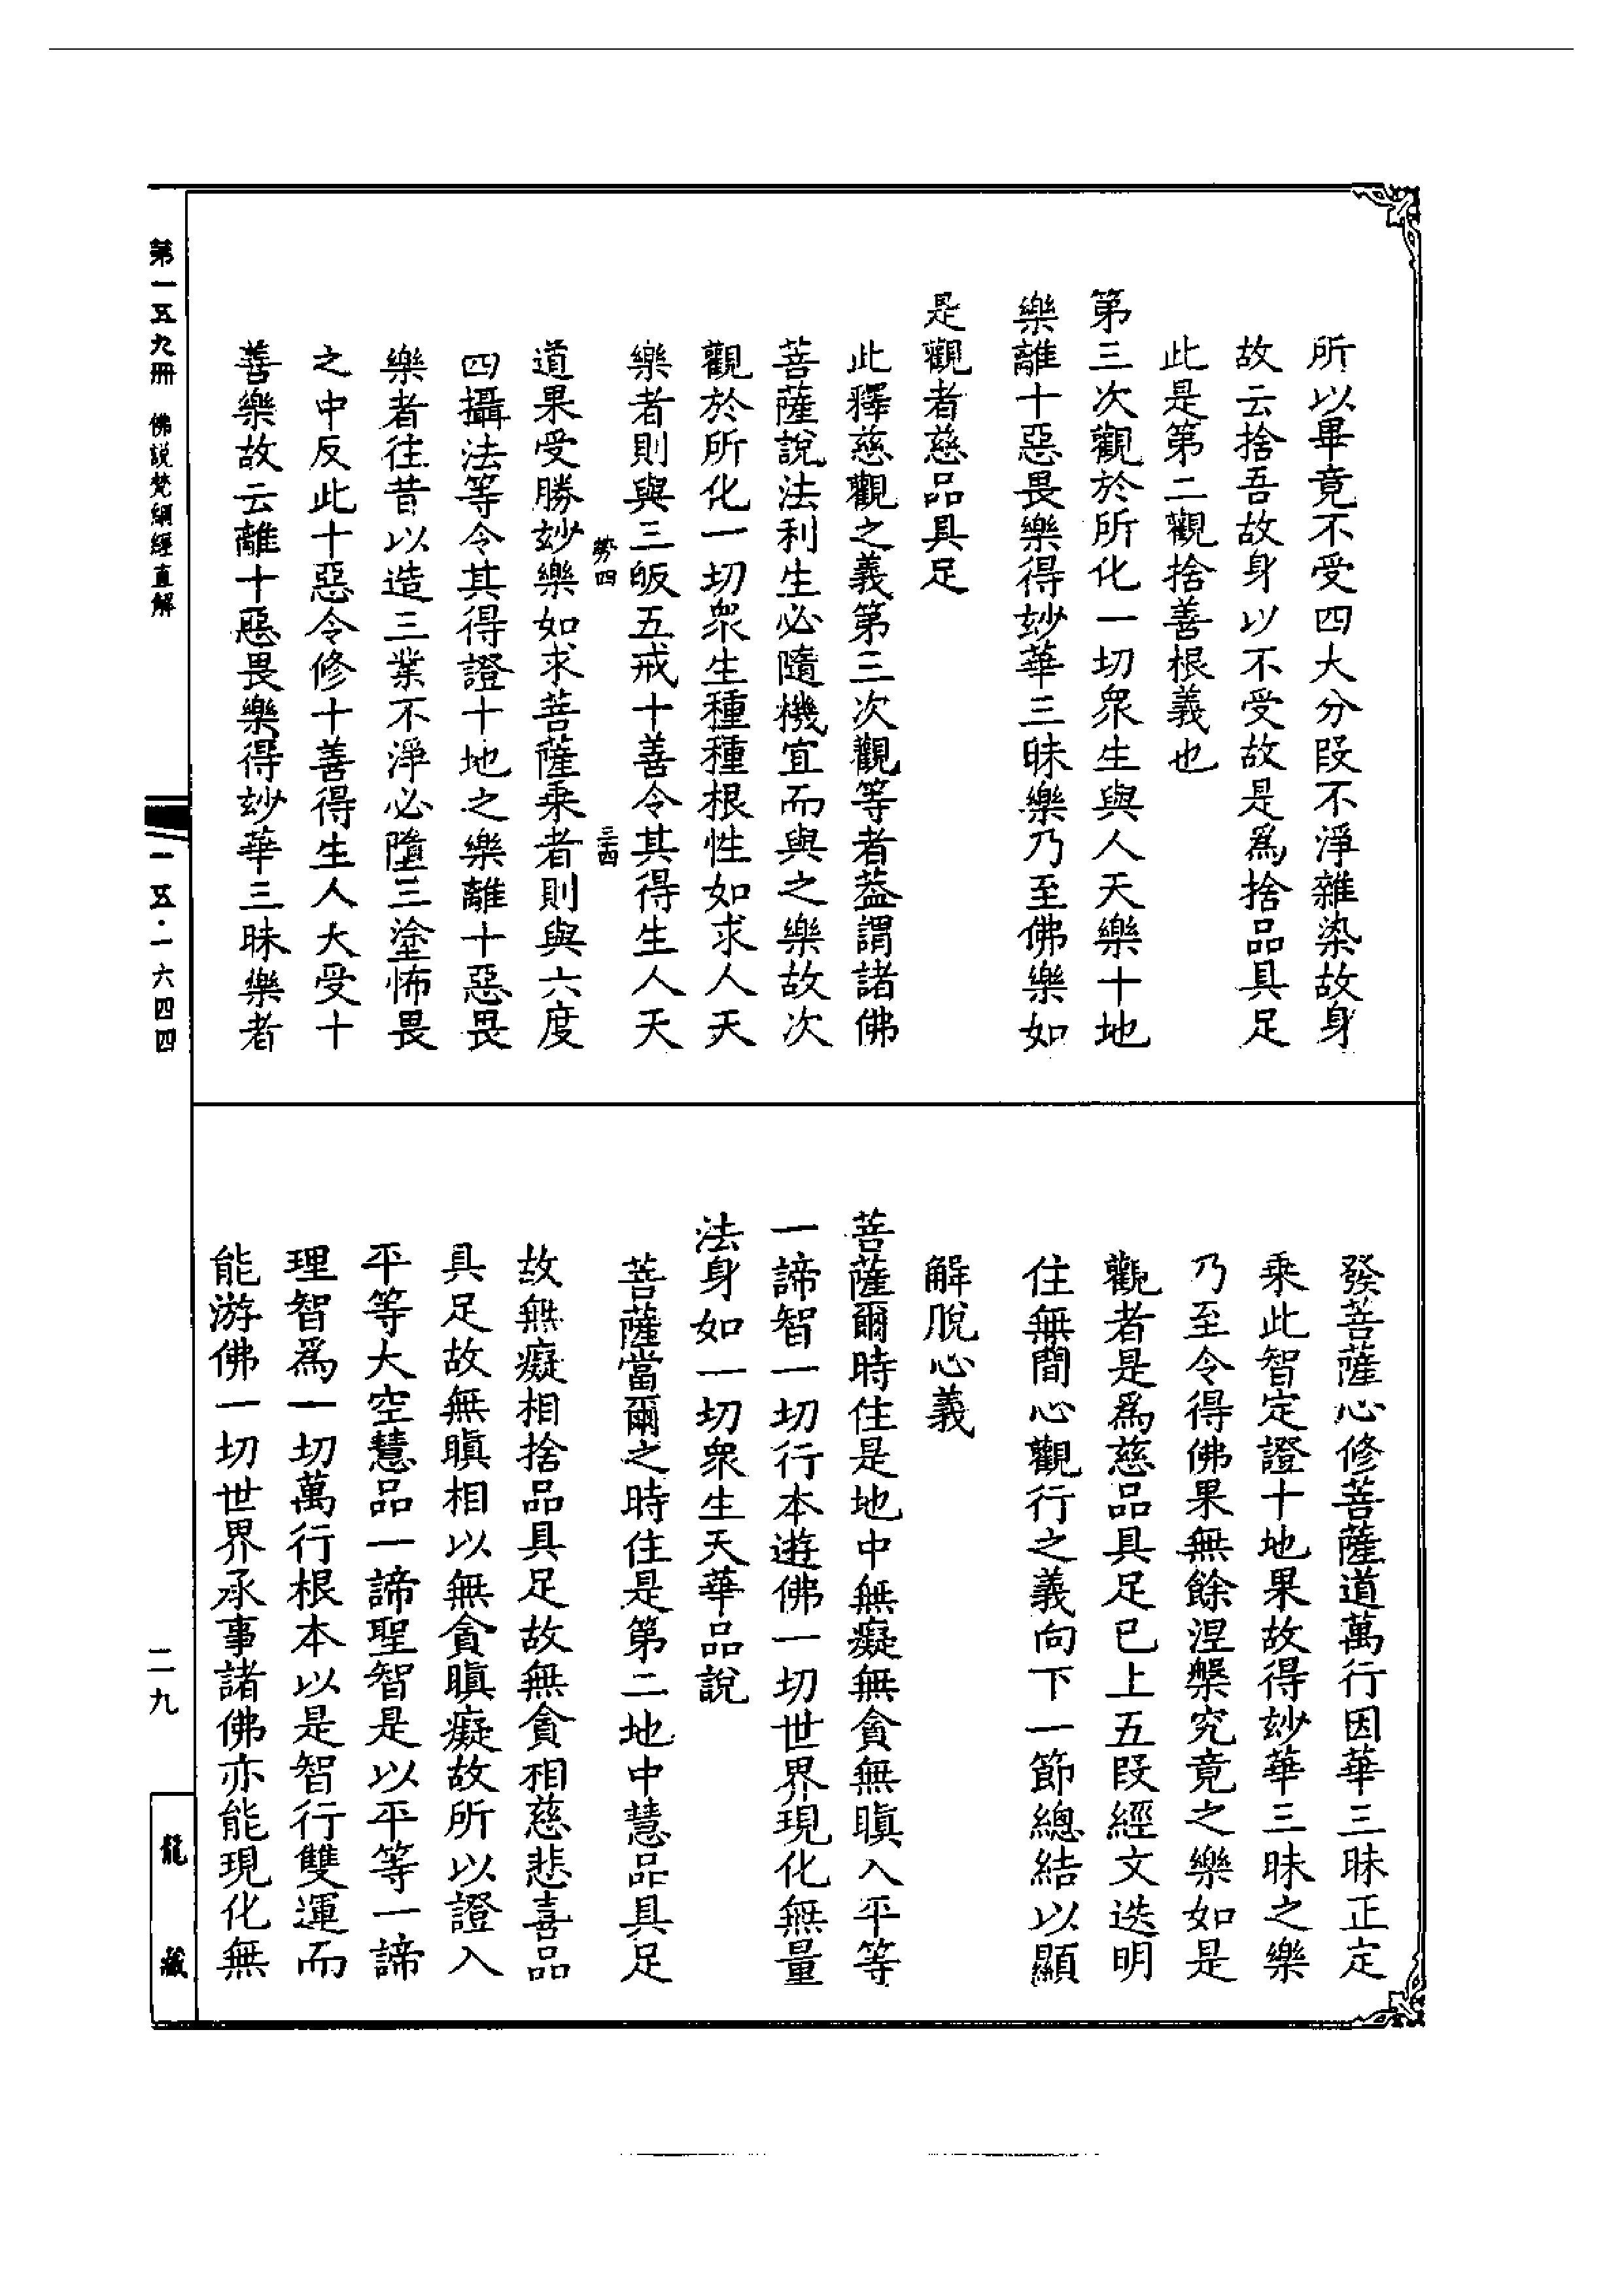 所以畢竟不受四大分段不淨雜染故身
故云捨吾故身以不受故是爲捨品具足
此是第二觀捨善根義也
第三次觀於所化一切衆生與人天樂十地
樂離十惡畏樂得妙華三昧樂乃至佛樂如
是觀者慈品具足
此釋慈觀之義第三次觀等者葢謂諸佛
菩薩說法利生必隨機宜而與之樂故次
觀於所化一切衆生種種根性如求人天
樂者則與三皈五戒十善令其得生人天
勢四
三四
道果受勝妙樂如求菩薩乘者則與六度
四攝法等令其得證十地之樂離十惡畏
樂者往昔以造三業不淨必墮三塗怖畏
之中反此十惡令修十善得生人天受十
善樂故云離十惡畏樂得妙華三昧樂者
發菩薩心修菩薩道萬行因華三昧正定
乘此智定證十地果故得妙華三昧之樂
乃至令得佛果無餘涅槃究竟之樂如是
觀者是爲慈品具足已上五段經文迭明
住無間心觀行之義向下一節總結以顯
解脫心義
菩薩爾時住是地中無癡無貪無瞋入平等
一諦智一切行本遊佛一切世界現化無量
法身如一切衆生天華品說
菩薩當爾之時住是第二地中慧品具足
故無癡相捨品具足故無貪相慈悲喜品
具足故無瞋相以無貪瞋癡故所以證入
平等大空慧品一諦聖智是以平等一諦
理智爲一切萬行根本以是智行雙運而
能游佛一切世界承事諸佛亦能現化無
第一五九冊　佛說梵網經直解
一五·一六四四
二九
龍藏